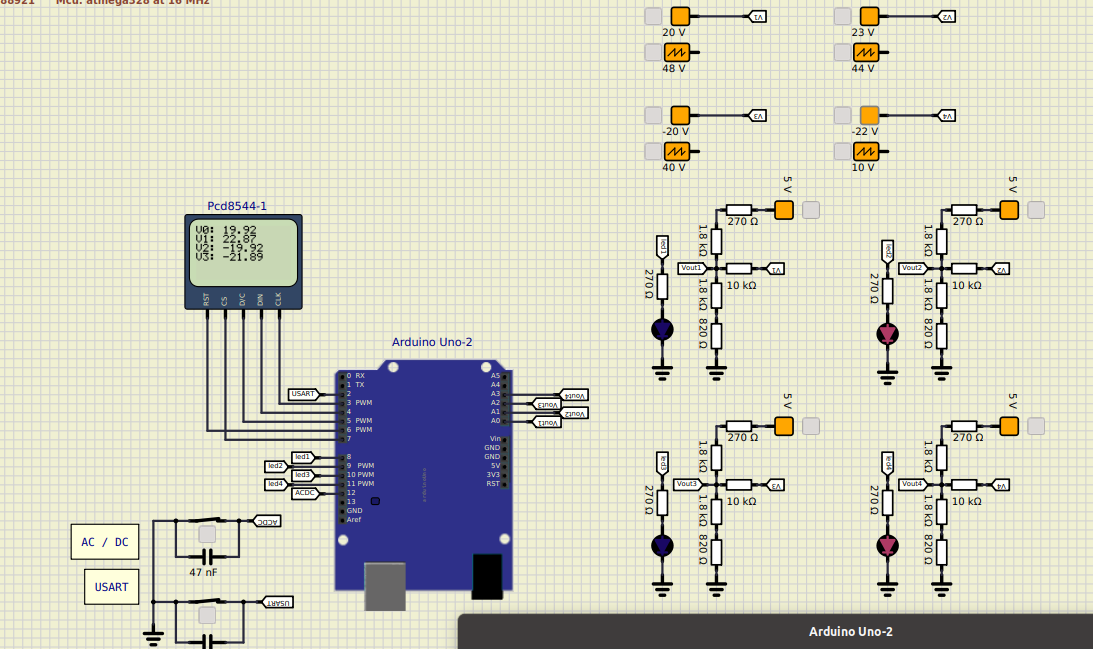 88921 Mcu: atmega328 at 16 MHz
V1
V2
20 V
23 V
48 V
44 V
V3
V4
-20 V
-22 V
40 V
10 V
5 V
5 V
Pcd8544-1
270 Ω
270 Ω
V0: 19.92
V1: 22.87
V2: -19.92
V3: -21.89
led1
1.8 kΩ
led2
1.8 kΩ
Vout1
V1
Vout2
V2
270 Ω
1.8 kΩ
10 kΩ
270 Ω
1.8 kΩ
10 kΩ
RST CS D/C DIN CLK
820 Ω
820 Ω
Arduino Uno-2
0 RX
1 TX
USART
2
3 PWM
4
5 PWM
6 PWM
7
led1
8
led2
9 PWM
led3
10 PWM
led4
11 PWM
ACDC
12
13
GND
Aref
A5
A4
A3
Vout4
A2
Vout3
A1
Vout2
A0
Vout1
Vin
GND
GND
5V
3V3
RST
5 V
5 V
270 Ω
270 Ω
led3
1.8 kΩ
led4
1.8 kΩ
Vout3
V3
Vout4
V4
270 Ω
1.8 kΩ
10 kΩ
270 Ω
1.8 kΩ
10 kΩ
820 Ω
820 Ω
ACDC
AC / DC
47 nF
USART
USART
Arduino Uno-2